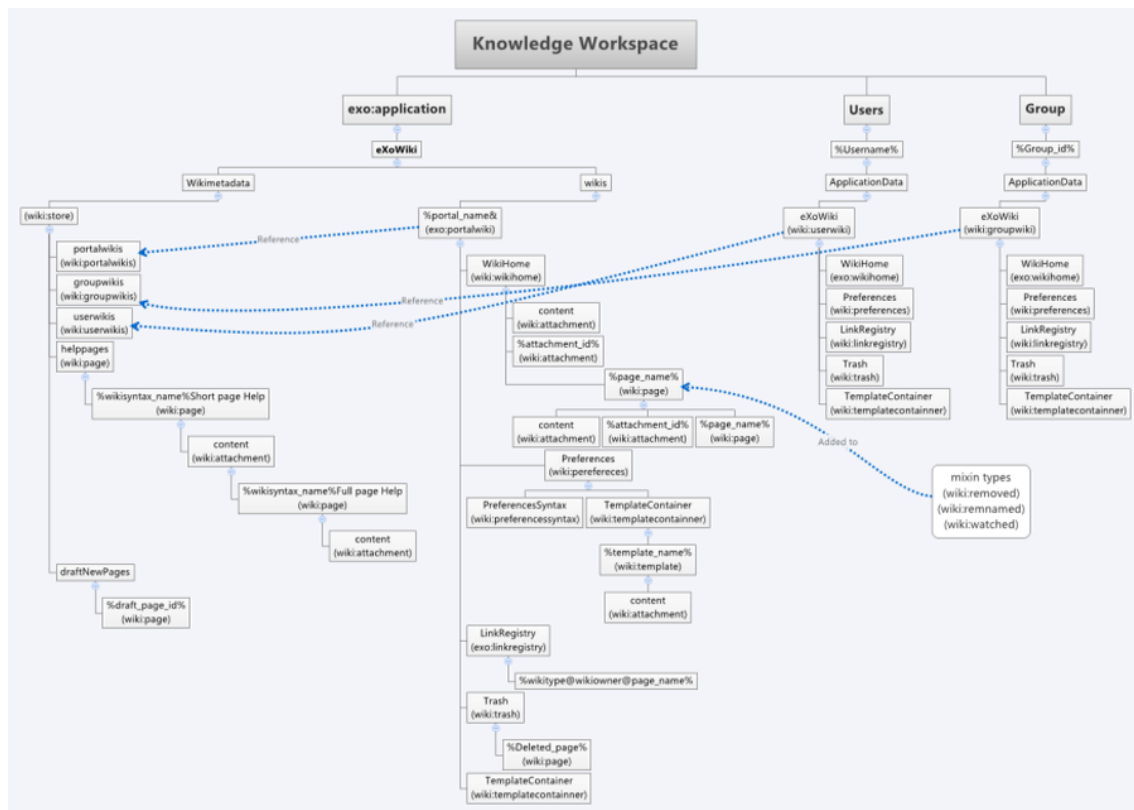 Knowledge Workspace
exo:application
Users
Group
eXoWiki
%Username%
%Group_id%
Wikimetadata
wikis
ApplicationData
ApplicationData
(wiki:store)
%portal_name&
(exo:portalwiki)
eXoWiki
(wiki:userwiki)
eXoWiki
(wiki:groupwiki)
Reference
portalwikis
(wiki:portalwikis)
groupwikis
(wiki:groupwikis)
userwikis
(wiki:userwikis)
helppages
(wiki:page)
Reference
Reference
%wikisyntax_name%Short page Help
(wiki:page)
content
(wiki:attachment)
%wikisyntax_name%Full page Help
(wiki:page)
content
(wiki:attachment)
draftNewPages
%draft_page_id%
(wiki:page)
WikiHome
(wiki:wikihome)
content
(wiki:attachment)
%attachment_id%
(wiki:attachment)
%page_name%
(wiki:page)
content
(wiki:attachment)
%attachment_id%
(wiki:attachment)
%page_name%
(wiki:page)
Preferences
(wiki:perefereces)
PreferencesSyntax
(wiki:preferencessyntax)
TemplateContainer
(wiki:templatecontainner)
%template_name%
(wiki:template)
content
(wiki:attachment)
LinkRegistry
(exo:linkregistry)
%wikitype@wikiowner@page_name%
Trash
(wiki:trash)
%Deleted_page%
(wiki:page)
TemplateContainer
(wiki:templatecontainner)
WikiHome
(exo:wikihome)
Preferences
(wiki:preferences)
LinkRegistry
(wiki:linkregistry)
Trash
(wiki:trash)
TemplateContainer
(wiki:templatecontainner)
WikiHome
(exo:wikihome)
Preferences
(wiki:preferences)
LinkRegistry
(wiki:linkregistry)
Trash
(wiki:trash)
TemplateContainer
(wiki:templatecontainner)
Added to
mixin types
(wiki:removed)
(wiki:remnamed)
(wiki:watched)